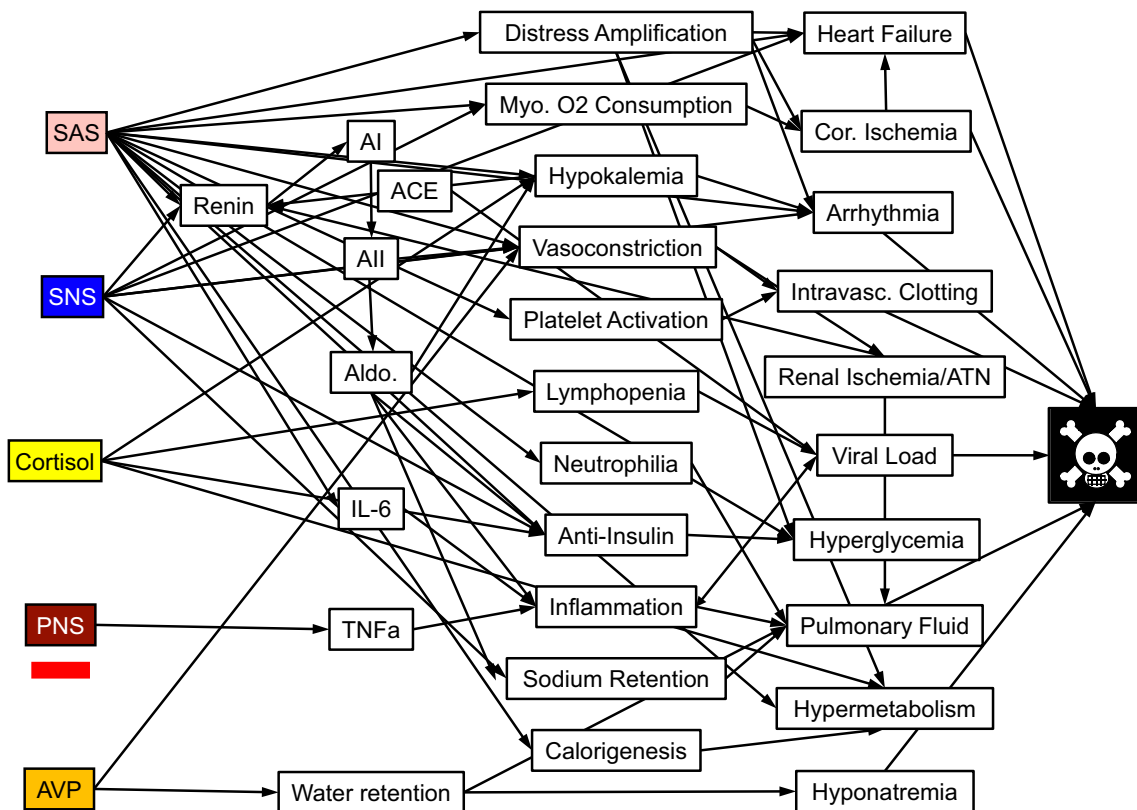 Distress Amplification
Heart Failure
SAS
Myo. O2 Consumption
Cor. Ischemia
AI
ACE
Hypokalemia
Renin
Arrhythmia
AII
Vasoconstriction
SNS
Intravasc. Clotting
Platelet Activation
Aldo.
Renal Ischemia/ATN
Lymphopenia
Cortisol
Neutrophilia
Viral Load
IL-6
Anti-Insulin
Hyperglycemia
PNS
TNFa
Inflammation
Pulmonary Fluid
Sodium Retention
Hypermetabolism
Calorigenesis
AVP
Water retention
Hyponatremia